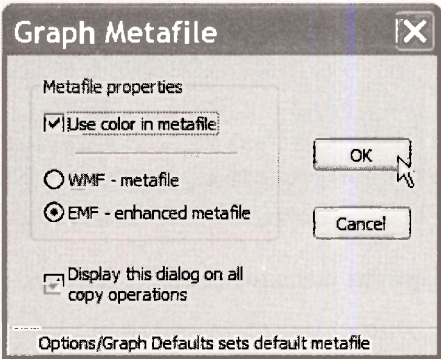 Graph Metafile
Metafile properties
Use color in metafile
WMF - metafile
EMF - enhanced metafile
OK
Cancel
Display this dialog on all
copy operations
Options/Graph Defaults sets default metafile